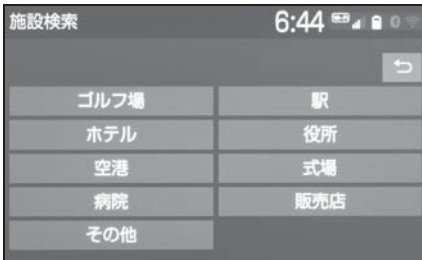 施設検索 6:44
ゴルフ場 駅
ホテル 役所
空港 式場
病院 販売店
その他